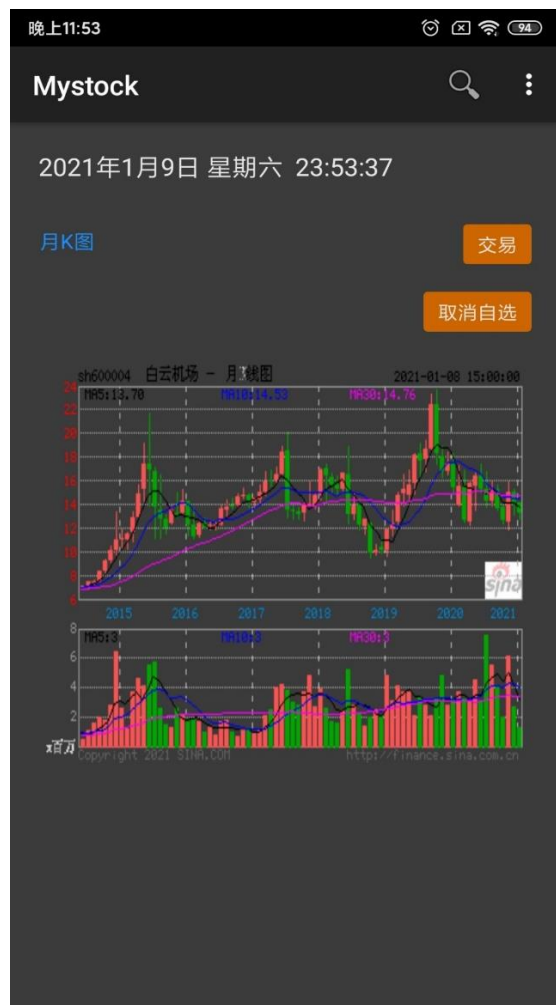 晚上11:53
94
Mystock
2021年1月9日 星期六 23:53:37
月K图
交易
取消自选
sh600004 白云机场 - 月K线图 2021-01-08 15:00:00
MA5:13.70 MA10:14.53 MA30:14.76
24
22
20
18
16
14
12
10
8
6
sina
2015 2016 2017 2018 2019 2020 2021
MA5:3 MA10:3 MA30:3
8
6
4
2
x百万
Copyright 2021 SINA.COM http://finance.sina.com.cn